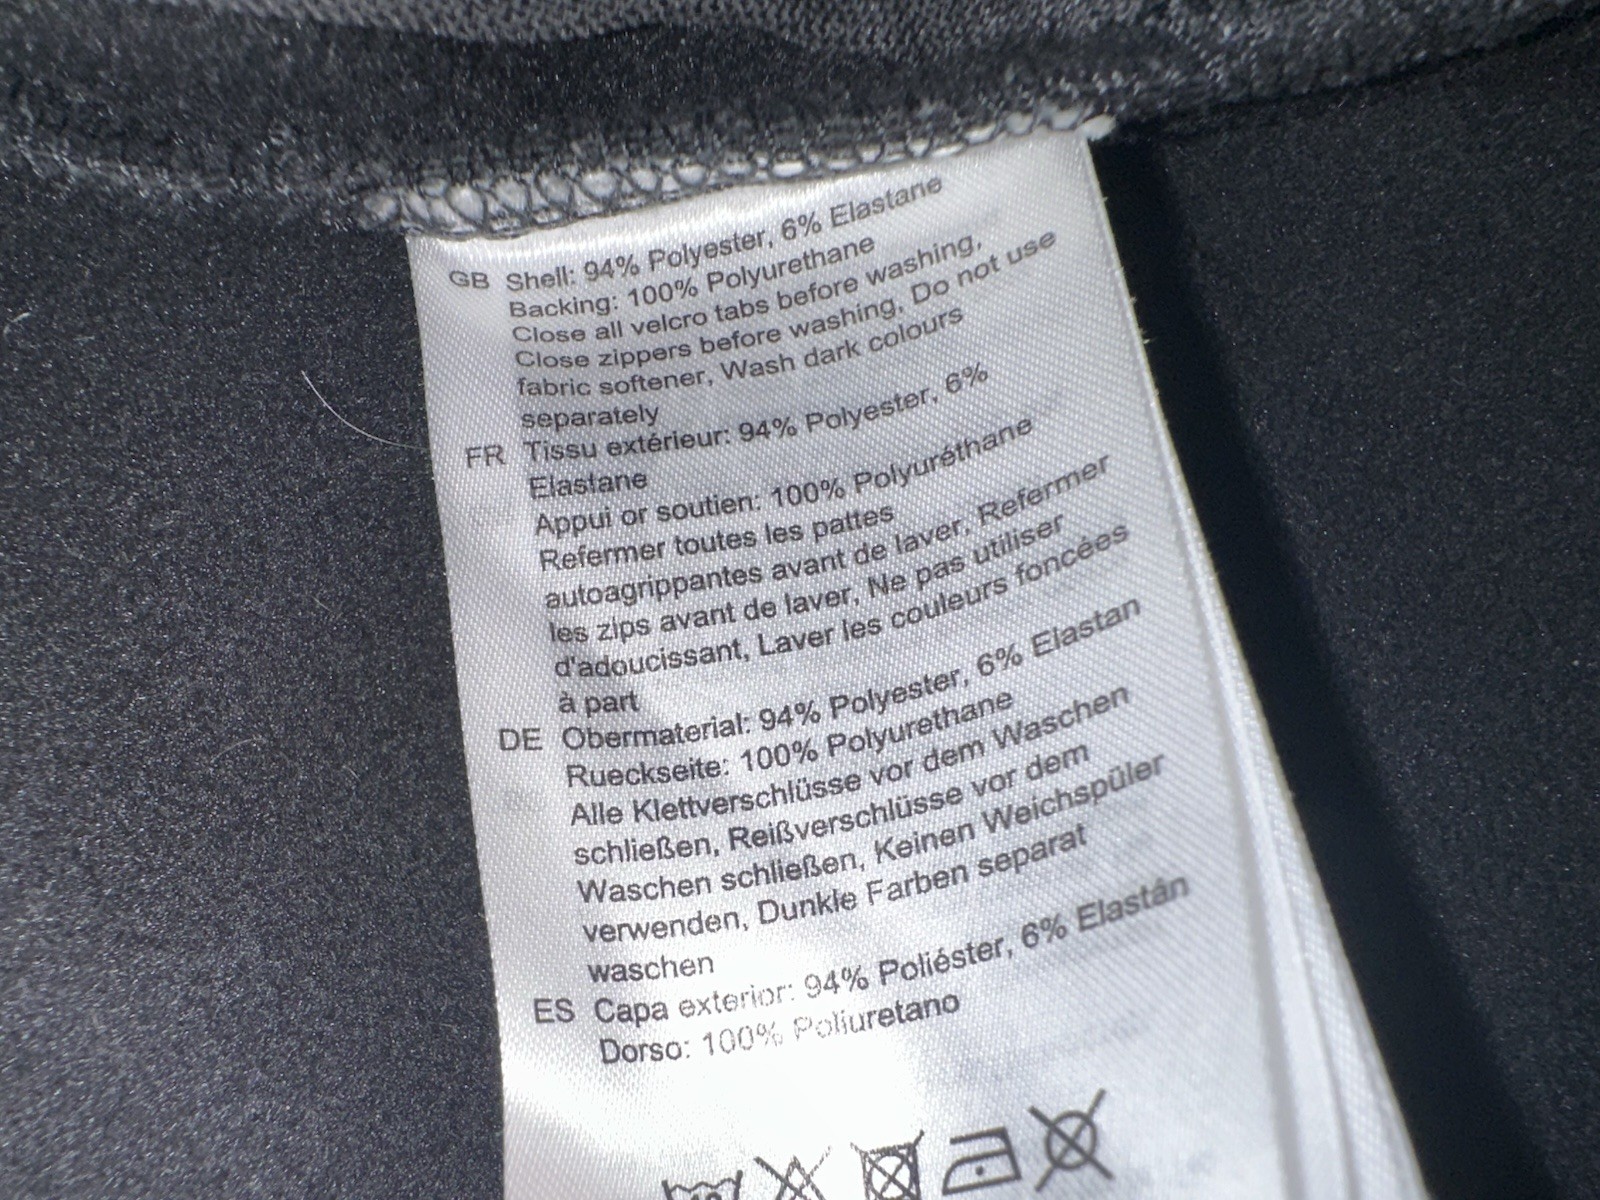 GB Shell: 94% Polyester, 6% Elastane
Backing: 100% Polyurethane
Close all velcro tabs before washing,
Close zippers before washing, Do not use
fabric softener, Wash dark colours
separately
FR Tissu extérieur: 94% Polyester, 6%
Elastane
Appui or soutien: 100% Polyuréthane
Refermer toutes les pattes
autoagrippantes avant de laver, Refermer
les zips avant de laver, Ne pas utiliser
d'adoucissant, Laver les couleurs foncées
à part
DE Obermaterial: 94% Polyester, 6% Elastan
Rueckseite: 100% Polyurethane
Alle Klettverschlüsse vor dem Waschen
schließen, Reißverschlüsse vor dem
Waschen schließen, Keinen Weichspüler
verwenden, Dunkle Farben separat
waschen
ES Capa exterior: 94% Poliéster, 6% Elastán
Dorso: 100% Poliuretano